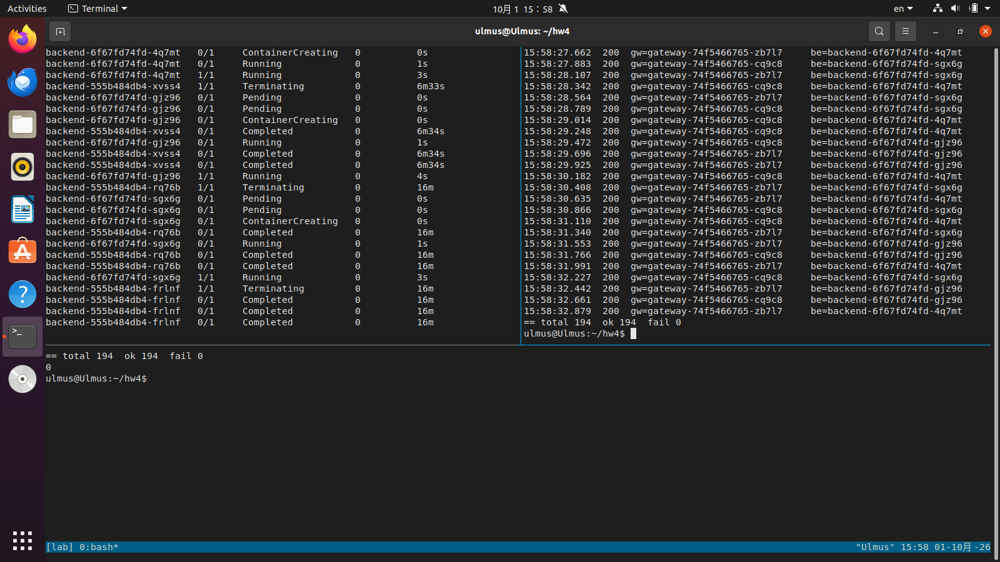 Activities Terminal 10月 1 15：58 en
ulmus@Ulmus: ~/hw4
backend-6f67fd74fd-4q7mt 0/1 ContainerCreating 0 0s
backend-6f67fd74fd-4q7mt 0/1 Running 0 1s
backend-6f67fd74fd-4q7mt 1/1 Running 0 3s
backend-555b484db4-xvss4 1/1 Terminating 0 6m33s
backend-6f67fd74fd-gjz96 0/1 Pending 0 0s
backend-6f67fd74fd-gjz96 0/1 Pending 0 0s
backend-6f67fd74fd-gjz96 0/1 ContainerCreating 0 0s
backend-555b484db4-xvss4 0/1 Completed 0 6m34s
backend-6f67fd74fd-gjz96 0/1 Running 0 1s
backend-555b484db4-xvss4 0/1 Completed 0 6m34s
backend-555b484db4-xvss4 0/1 Completed 0 6m34s
backend-6f67fd74fd-gjz96 1/1 Running 0 4s
backend-555b484db4-rq76b 1/1 Terminating 0 16m
backend-6f67fd74fd-sgx6g 0/1 Pending 0 0s
backend-6f67fd74fd-sgx6g 0/1 Pending 0 0s
backend-6f67fd74fd-sgx6g 0/1 ContainerCreating 0 0s
backend-555b484db4-rq76b 0/1 Completed 0 16m
backend-6f67fd74fd-sgx6g 0/1 Running 0 1s
backend-555b484db4-rq76b 0/1 Completed 0 16m
backend-555b484db4-rq76b 0/1 Completed 0 16m
backend-6f67fd74fd-sgx6g 1/1 Running 0 3s
backend-555b484db4-frlnf 1/1 Terminating 0 16m
backend-555b484db4-frlnf 0/1 Completed 0 16m
backend-555b484db4-frlnf 0/1 Completed 0 16m
backend-555b484db4-frlnf 0/1 Completed 0 16m
15:58:27.662 200 gw=gateway-74f5466765-zb7l7 be=backend-6f67fd74fd-4q7mt
15:58:27.883 200 gw=gateway-74f5466765-cq9c8 be=backend-6f67fd74fd-sgx6g
15:58:28.107 200 gw=gateway-74f5466765-zb7l7 be=backend-6f67fd74fd-sgx6g
15:58:28.342 200 gw=gateway-74f5466765-cq9c8 be=backend-6f67fd74fd-4q7mt
15:58:28.564 200 gw=gateway-74f5466765-zb7l7 be=backend-6f67fd74fd-sgx6g
15:58:28.789 200 gw=gateway-74f5466765-zb7l7 be=backend-6f67fd74fd-sgx6g
15:58:29.014 200 gw=gateway-74f5466765-cq9c8 be=backend-6f67fd74fd-4q7mt
15:58:29.248 200 gw=gateway-74f5466765-cq9c8 be=backend-6f67fd74fd-4q7mt
15:58:29.472 200 gw=gateway-74f5466765-cq9c8 be=backend-6f67fd74fd-gjz96
15:58:29.696 200 gw=gateway-74f5466765-zb7l7 be=backend-6f67fd74fd-gjz96
15:58:29.925 200 gw=gateway-74f5466765-zb7l7 be=backend-6f67fd74fd-gjz96
15:58:30.182 200 gw=gateway-74f5466765-cq9c8 be=backend-6f67fd74fd-4q7mt
15:58:30.408 200 gw=gateway-74f5466765-zb7l7 be=backend-6f67fd74fd-sgx6g
15:58:30.635 200 gw=gateway-74f5466765-zb7l7 be=backend-6f67fd74fd-4q7mt
15:58:30.866 200 gw=gateway-74f5466765-cq9c8 be=backend-6f67fd74fd-sgx6g
15:58:31.110 200 gw=gateway-74f5466765-cq9c8 be=backend-6f67fd74fd-4q7mt
15:58:31.340 200 gw=gateway-74f5466765-zb7l7 be=backend-6f67fd74fd-sgx6g
15:58:31.553 200 gw=gateway-74f5466765-zb7l7 be=backend-6f67fd74fd-gjz96
15:58:31.766 200 gw=gateway-74f5466765-cq9c8 be=backend-6f67fd74fd-gjz96
15:58:31.991 200 gw=gateway-74f5466765-zb7l7 be=backend-6f67fd74fd-4q7mt
15:58:32.227 200 gw=gateway-74f5466765-cq9c8 be=backend-6f67fd74fd-sgx6g
15:58:32.442 200 gw=gateway-74f5466765-zb7l7 be=backend-6f67fd74fd-gjz96
15:58:32.661 200 gw=gateway-74f5466765-cq9c8 be=backend-6f67fd74fd-gjz96
15:58:32.879 200 gw=gateway-74f5466765-zb7l7 be=backend-6f67fd74fd-4q7mt
== total 194 ok 194 fail 0
ulmus@Ulmus:~/hw4$
== total 194 ok 194 fail 0
0
ulmus@Ulmus:~/hw4$
[lab] 0:bash* "Ulmus" 15:58 01-10月-26